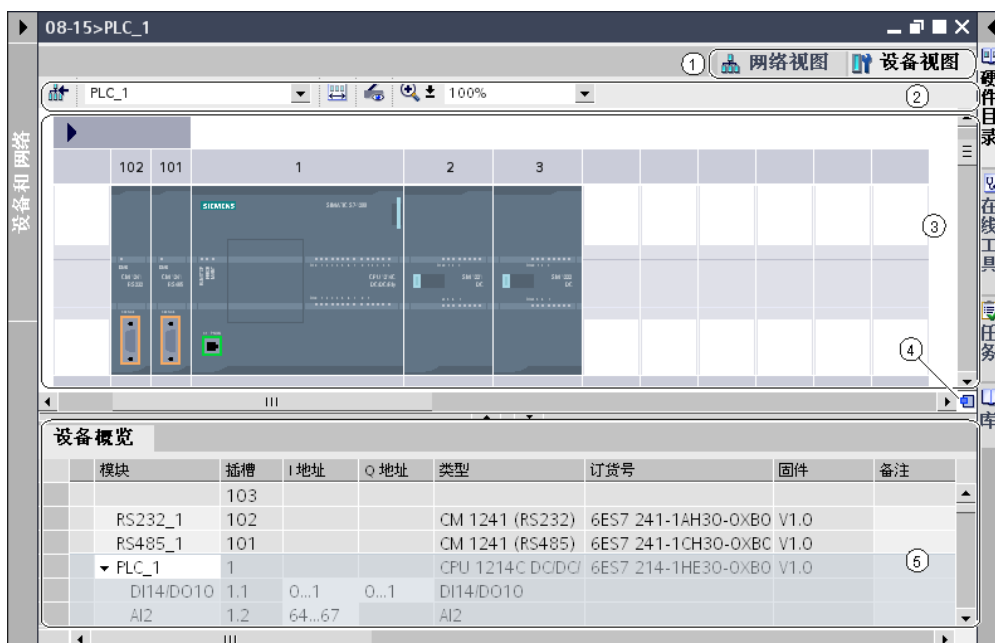 08-15>PLC_1
① 网络视图 设备视图
PLC_1 100% ②
设备和网络
硬件目录
在线工具
任务
库
102 101 1 2 3
SIEMENS
③
④
设备概览
模块 插槽 I 地址 Q 地址 类型 订货号 固件 备注
103
RS232_1 102 CM 1241 (RS232) 6ES7 241-1AH30-0XB0 V1.0
RS485_1 101 CM 1241 (RS485) 6ES7 241-1CH30-0XB0 V1.0
PLC_1 1 CPU 1214C DC/DC/ 6ES7 214-1HE30-0XB0 V1.0
⑤
DI14/DO10 1.1 0...1 0...1 DI14/DO10
AI2 1.2 64...67 AI2